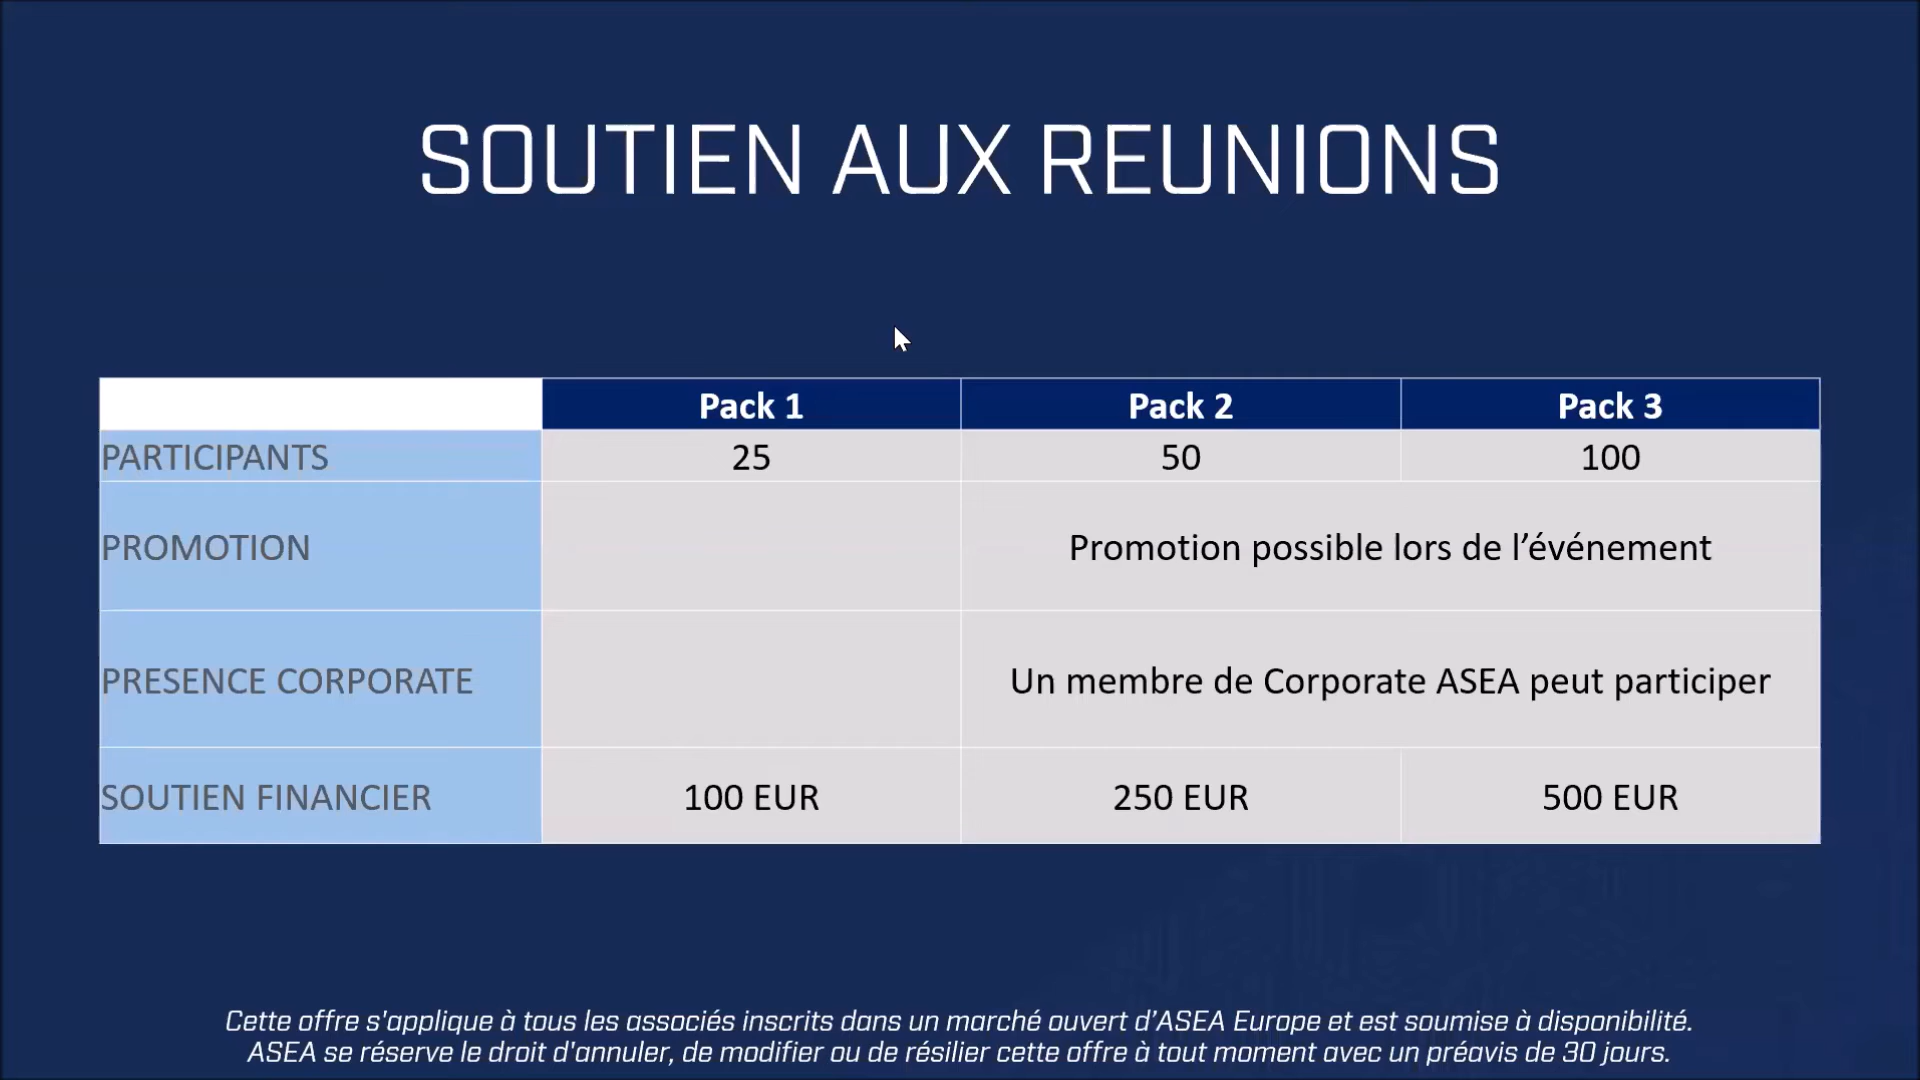 SOUTIEN AUX REUNIONS
Pack 1 Pack 2 Pack 3
PARTICIPANTS 25 50 100
PROMOTION Promotion possible lors de l’événement
PRESENCE CORPORATE Un membre de Corporate ASEA peut participer
SOUTIEN FINANCIER 100 EUR 250 EUR 500 EUR
Cette offre s'applique à tous les associés inscrits dans un marché ouvert d’ASEA Europe et est soumise à disponibilité.
ASEA se réserve le droit d'annuler, de modifier ou de résilier cette offre à tout moment avec un préavis de 30 jours.